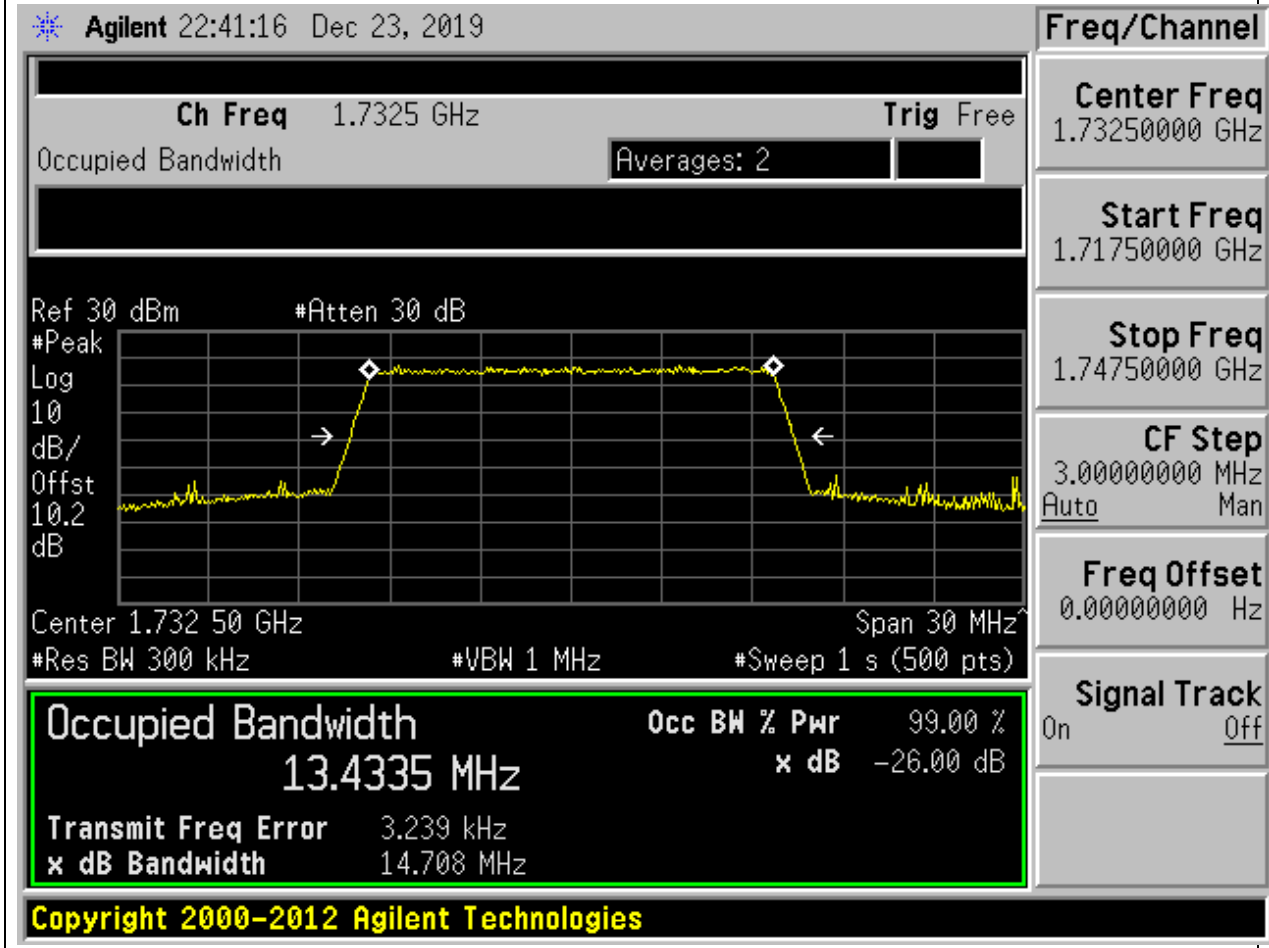 Agilent 22:41:16 Dec 23, 2019
Freq/Channel
Ch Freq 1.7325 GHz Trig Free
Occupied Bandwidth Averages: 2
Ref 30 dBm #Atten 30 dB
#Peak
Log
10
dB/
Offst
10.2
dB
Center 1.732 50 GHz Span 30 MHz^
#Res BW 300 kHz #VBW 1 MHz #Sweep 1 s (500 pts)
Occupied Bandwidth Occ BW % Pwr 99.00 %
13.4335 MHz x dB -26.00 dB
Transmit Freq Error 3.239 kHz
x dB Bandwidth 14.708 MHz
Copyright 2000-2012 Agilent Technologies
Center Freq
1.73250000 GHz
Start Freq
1.71750000 GHz
Stop Freq
1.74750000 GHz
CF Step
3.00000000 MHz
Auto Man
Freq Offset
0.00000000 Hz
Signal Track
On Off